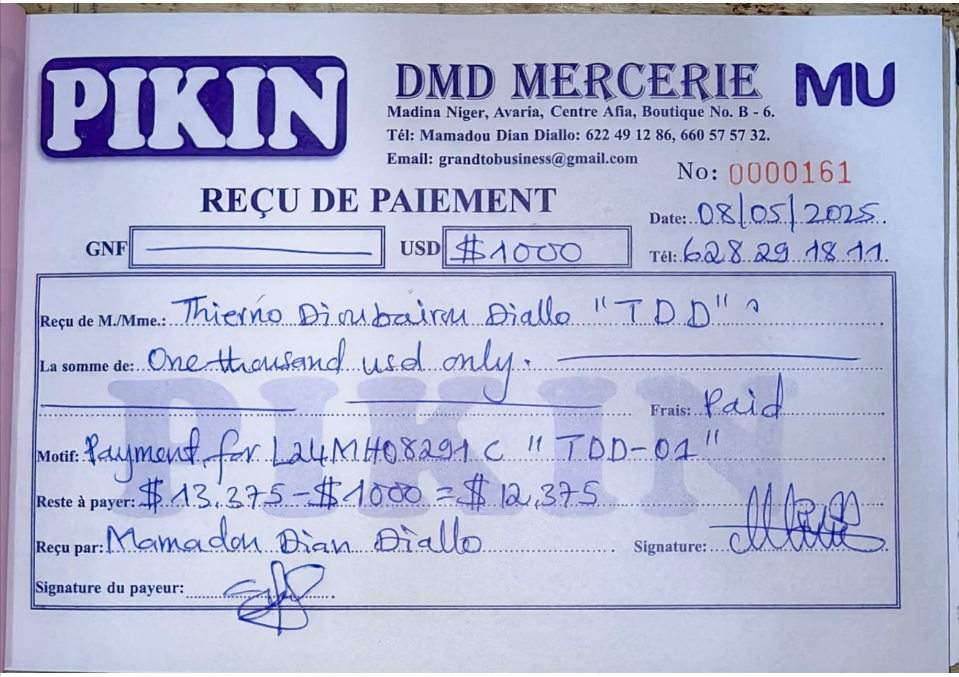 PIKIN
DMD MERCERIE MU
Madina Niger, Avaria, Centre Afia, Boutique No. B - 6.
Tél: Mamadou Dian Diallo: 622 49 12 86, 660 57 57 32.
Email: grandtobusiness@gmail.com
No: 0000161
REÇU DE PAIEMENT
Date: 08/05/2025
GNF USD $1000
Tél: 628 29 18 11
Reçu de M./Mme.: Thierno Dioubairou Diallo "TDD"
La somme de: One thousand usd only.
Frais: Paid
Motif: Payment for L24MH08291C "TDD-01"
Reste à payer: $ 13,375 - $1000 = $ 12,375
Reçu par: Mamadou Dian Diallo Signature:
Signature du payeur:
PIKIN